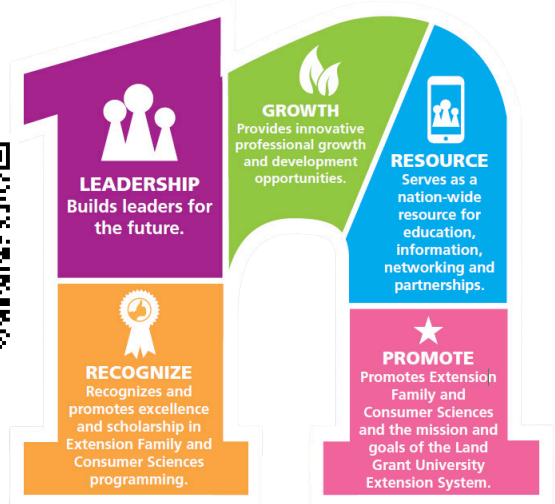 LEADERSHIP
Builds leaders for
the future.
GROWTH
Provides innovative
professional growth
and development
opportunities.
RESOURCE
Serves as a
nation-wide
resource for
education,
information,
networking and
partnerships.
RECOGNIZE
Recognizes and
promotes excellence
and scholarship in
Extension Family and
Consumer Sciences
programming.
PROMOTE
Promotes Extension
Family and
Consumer Sciences
and the mission and
goals of the Land
Grant University
Extension System.